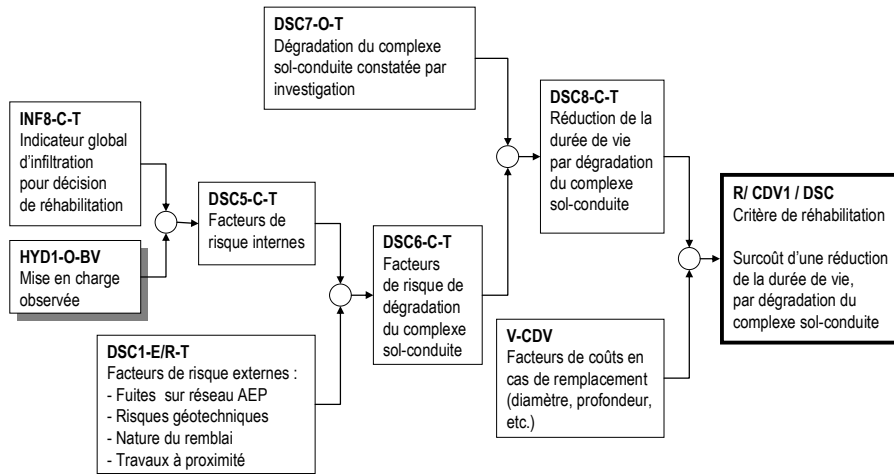 DSC7-O-T
Dégradation du complexe
sol-conduite constatée par
investigation
INF8-C-T
Indicateur global
d'infiltration
pour décision
de réhabilitation
HYD1-O-BV
Mise en charge
observée
DSC5-C-T
Facteurs de
risque internes
DSC1-E/R-T
Facteurs de risque externes :
- Fuites sur réseau AEP
- Risques géotechniques
- Nature du remblai
- Travaux à proximité
DSC6-C-T
Facteurs
de risque de
dégradation
du complexe
sol-conduite
DSC8-C-T
Réduction de la
durée de vie
par dégradation
du complexe
sol-conduite
V-CDV
Facteurs de coûts en
cas de remplacement
(diamètre, profondeur,
etc.)
R/ CDV1 / DSC
Critère de réhabilitation
Surcoût d'une réduction
de la durée de vie,
par dégradation du
complexe sol-conduite